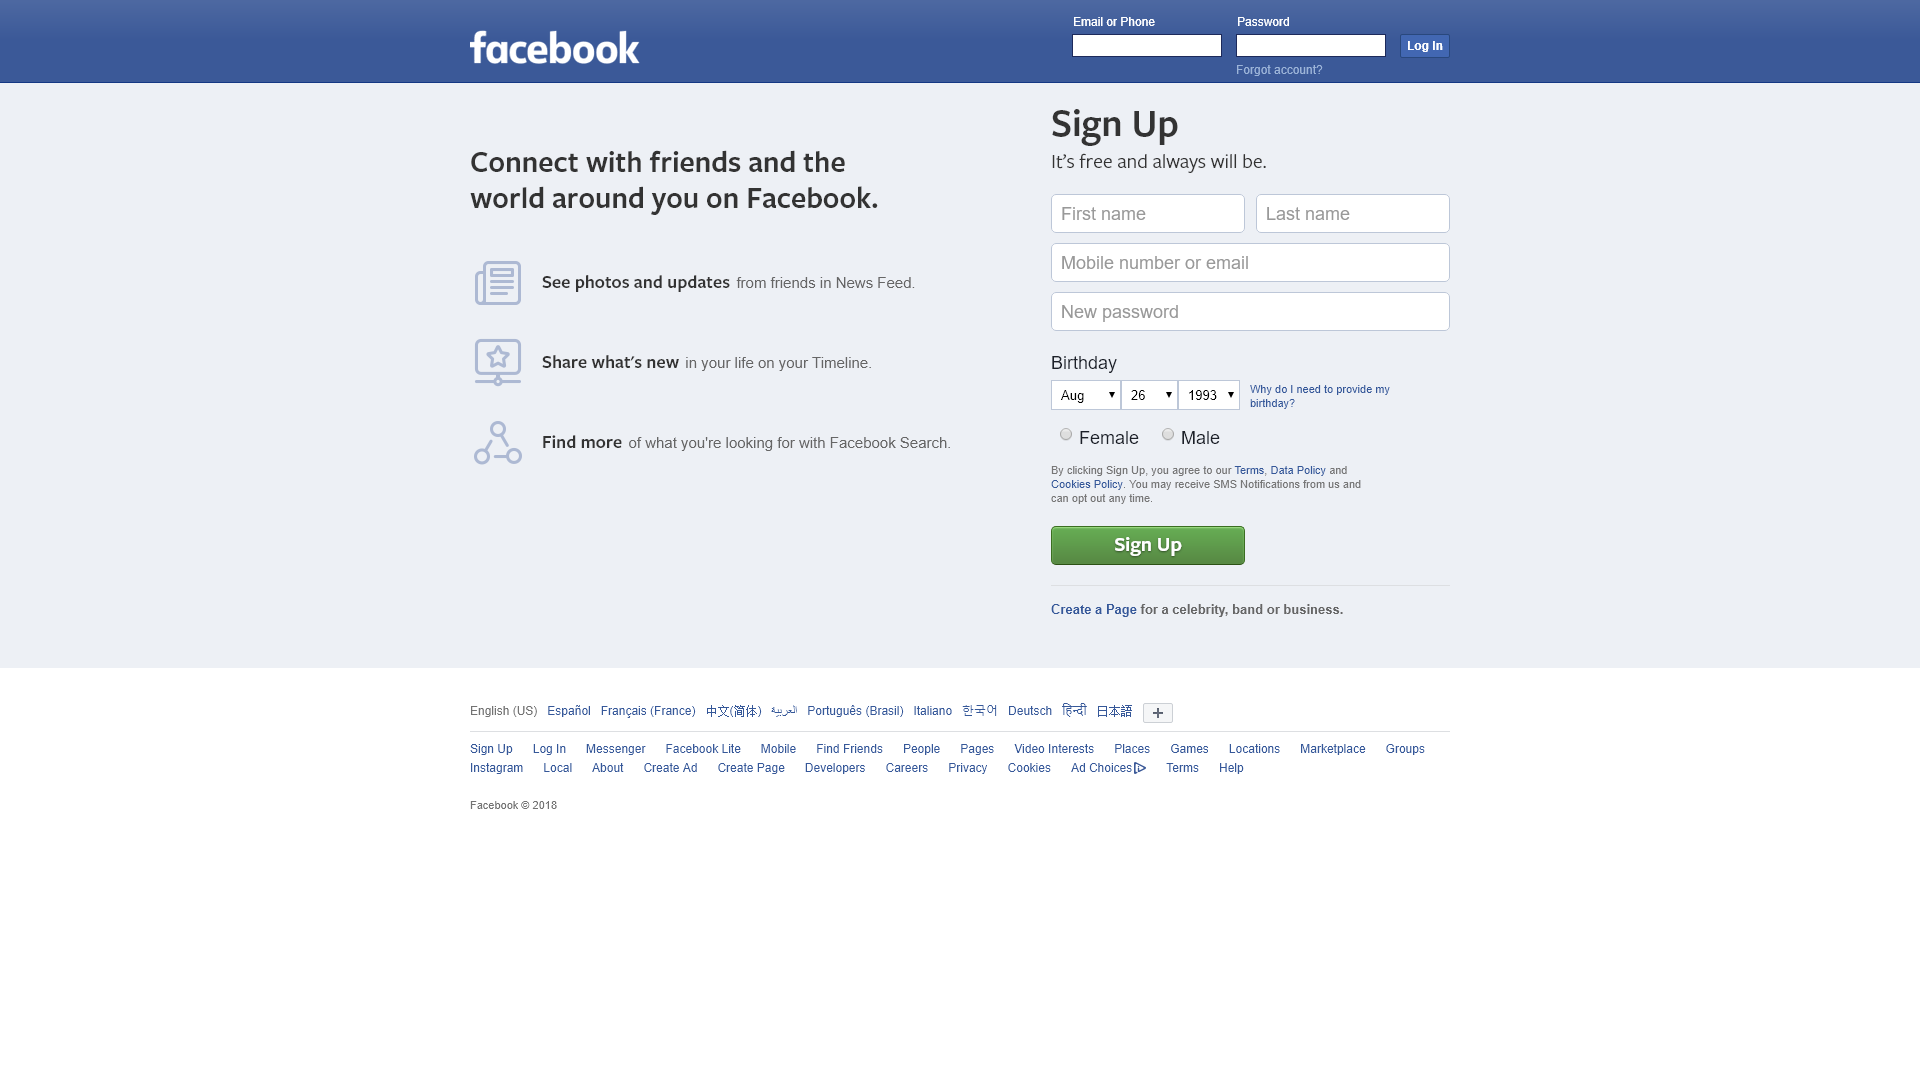 facebook
Email or Phone
Password
Log In
Forgot account?
Sign Up
It's free and always will be.
Connect with friends and the
world around you on Facebook.
First name
Last name
Mobile number or email
New password
See photos and updates from friends in News Feed.
Share what's new in your life on your Timeline.
Find more of what you're looking for with Facebook Search.
Birthday
Aug 26 1993
Why do I need to provide my
birthday?
Female Male
By clicking Sign Up, you agree to our Terms, Data Policy and
Cookies Policy. You may receive SMS Notifications from us and
can opt out any time.
Sign Up
Create a Page for a celebrity, band or business.
English (US) Español Français (France) 中文(简体) العربية Português (Brasil) Italiano 한국어 Deutsch हिन्दी 日本語 +
Sign Up Log In Messenger Facebook Lite Mobile Find Friends People Pages Video Interests Places Games Locations Marketplace Groups
Instagram Local About Create Ad Create Page Developers Careers Privacy Cookies Ad Choices Terms Help
Facebook © 2018